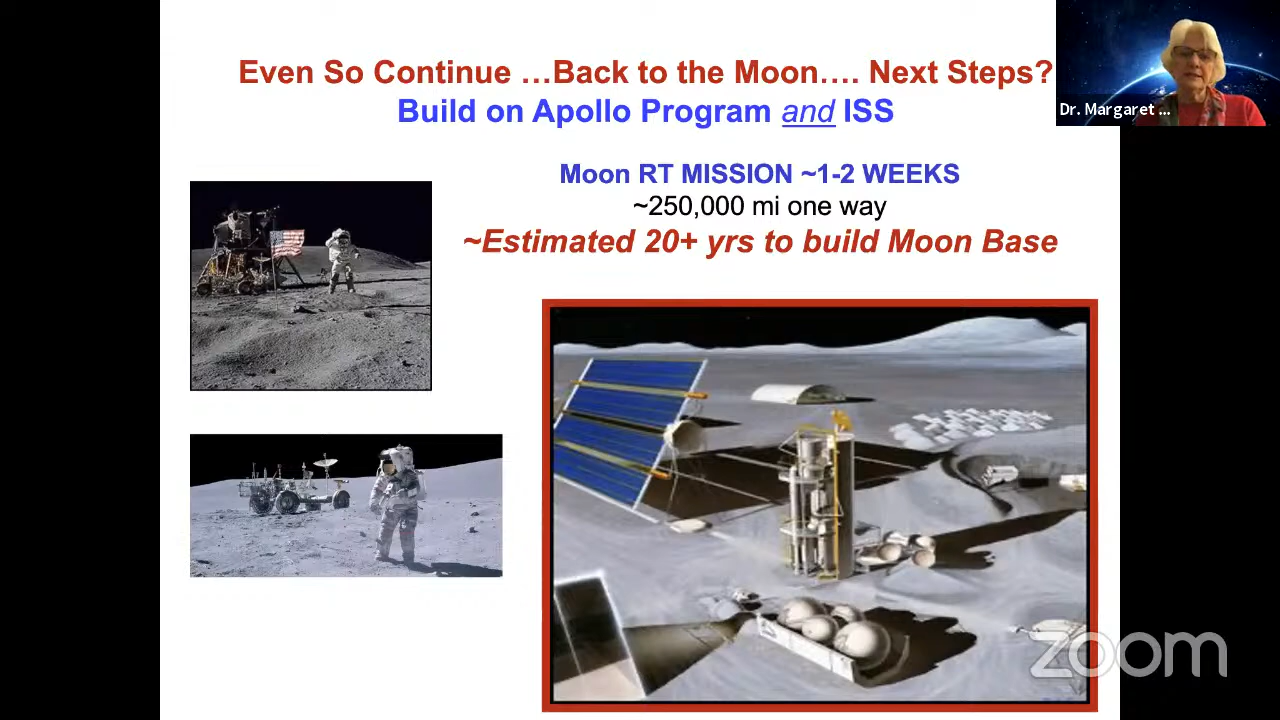 Even So Continue …Back to the Moon…. Next Steps?
Build on Apollo Program and ISS
Dr. Margaret ...
Moon RT MISSION ~1-2 WEEKS
~250,000 mi one way
~Estimated 20+ yrs to build Moon Base
zoom